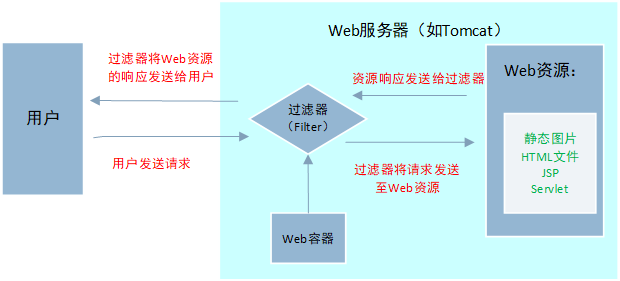 Web服务器（如Tomcat）
过滤器将Web资源
的响应发送给用户
资源响应发送给过滤器
Web资源：
用户
过滤器
（Filter）
静态图片
HTML文件
JSP
Servlet
用户发送请求
过滤器将请求发送
至Web资源
Web容器